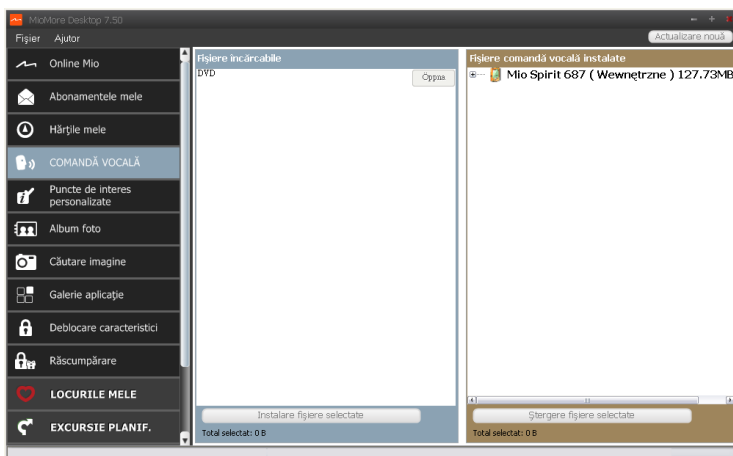 MioMore Desktop 7.50
Fişier Ajutor
Actualizare nouă
Online Mio
Abonamentele mele
Hărţile mele
COMANDĂ VOCALĂ
Puncte de interes
personalizate
Album foto
Căutare imagine
Galerie aplicaţie
Deblocare caracteristici
Răscumpărare
LOCURILE MELE
EXCURSIE PLANIF.
Fişiere încărcabile
DVD
Öppna
Instalare fişiere selectate
Total selectat: 0 B
Fişiere comandă vocală instalate
Mio Spirit 687 ( Wewnętrzne ) 127.73MB
Ştergere fişiere selectate
Total selectat: 0 B